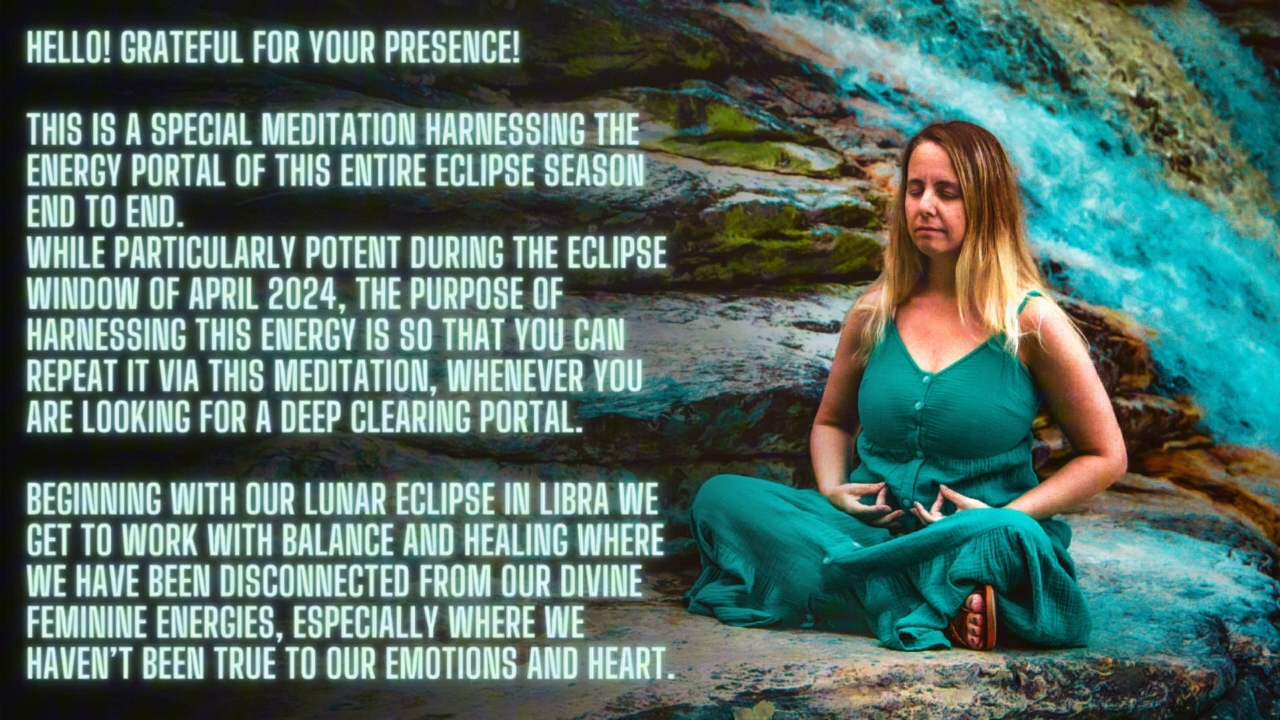 HELLO! GRATEFUL FOR YOUR PRESENCE!
THIS IS A SPECIAL MEDITATION HARNESSING THE
ENERGY PORTAL OF THIS ENTIRE ECLIPSE SEASON
END TO END.
WHILE PARTICULARLY POTENT DURING THE ECLIPSE
WINDOW OF APRIL 2024, THE PURPOSE OF
HARNESSING THIS ENERGY IS SO THAT YOU CAN
REPEAT IT VIA THIS MEDITATION, WHENEVER YOU
ARE LOOKING FOR A DEEP CLEARING PORTAL.
BEGINNING WITH OUR LUNAR ECLIPSE IN LIBRA WE
GET TO WORK WITH BALANCE AND HEALING WHERE
WE HAVE BEEN DISCONNECTED FROM OUR DIVINE
FEMININE ENERGIES, ESPECIALLY WHERE WE
HAVEN'T BEEN TRUE TO OUR EMOTIONS AND HEART.